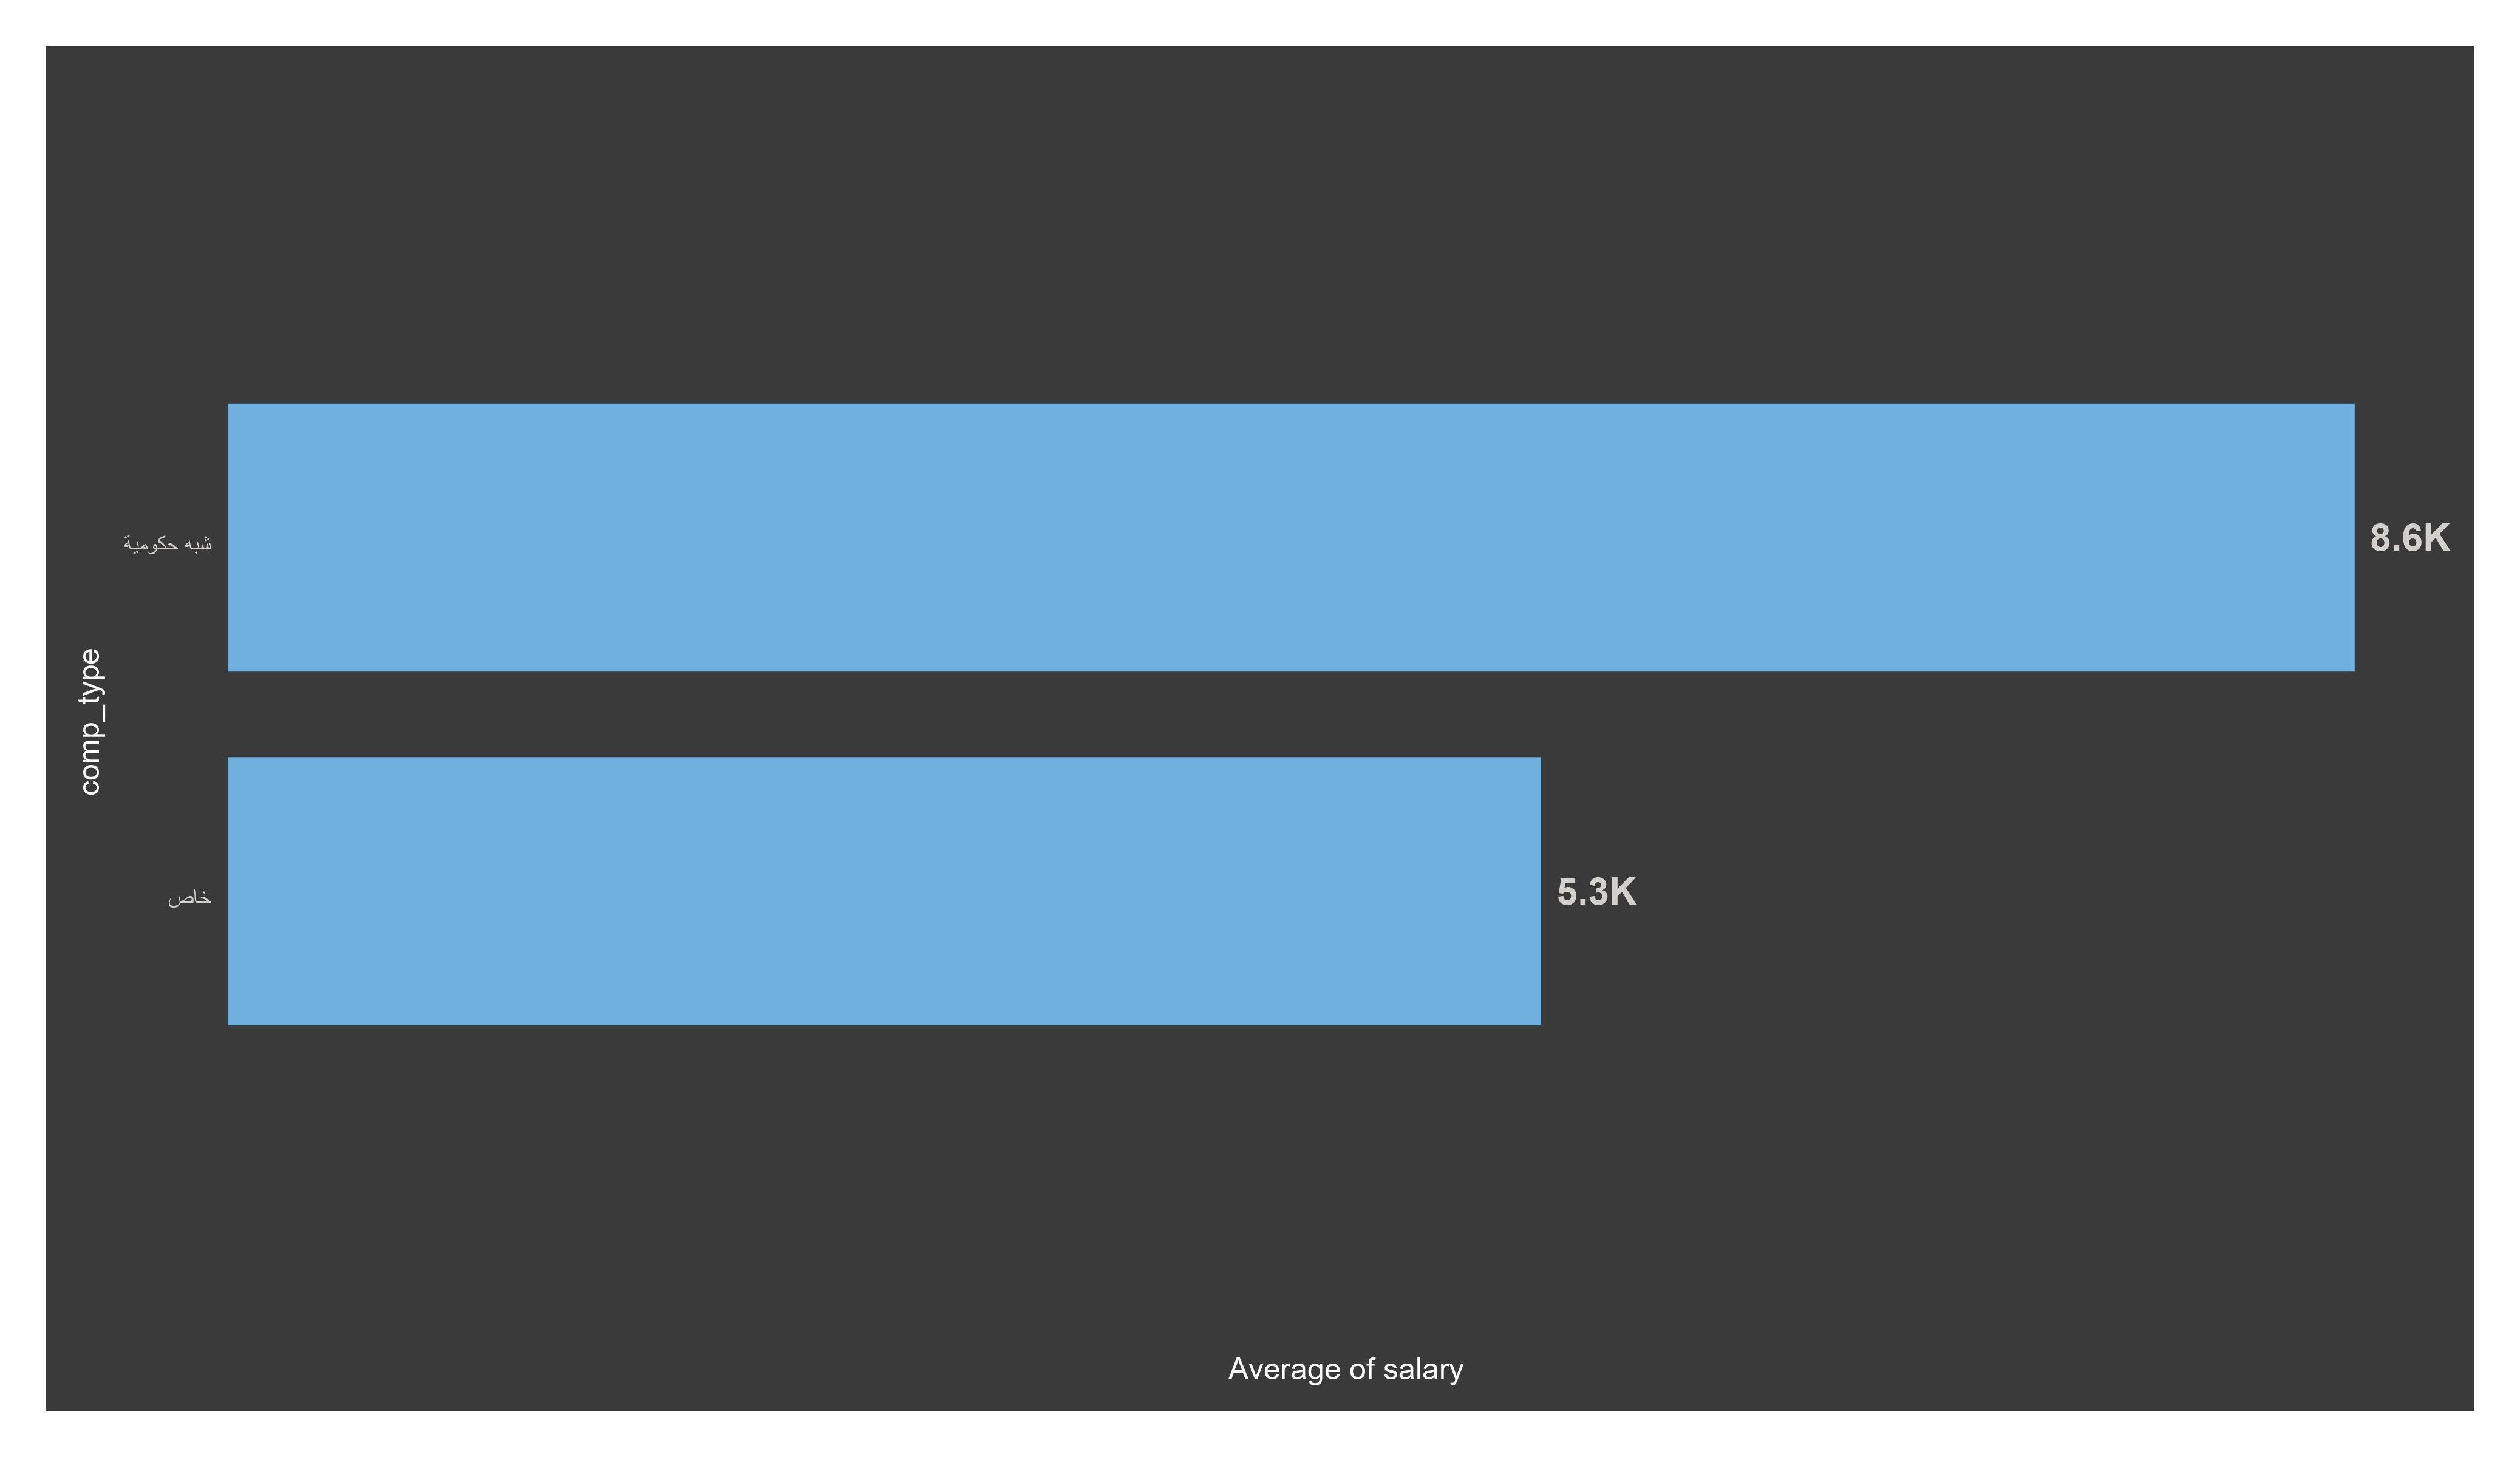 comp_type
شبه حكومية
8.6K
خاص
5.3K
Average of salary